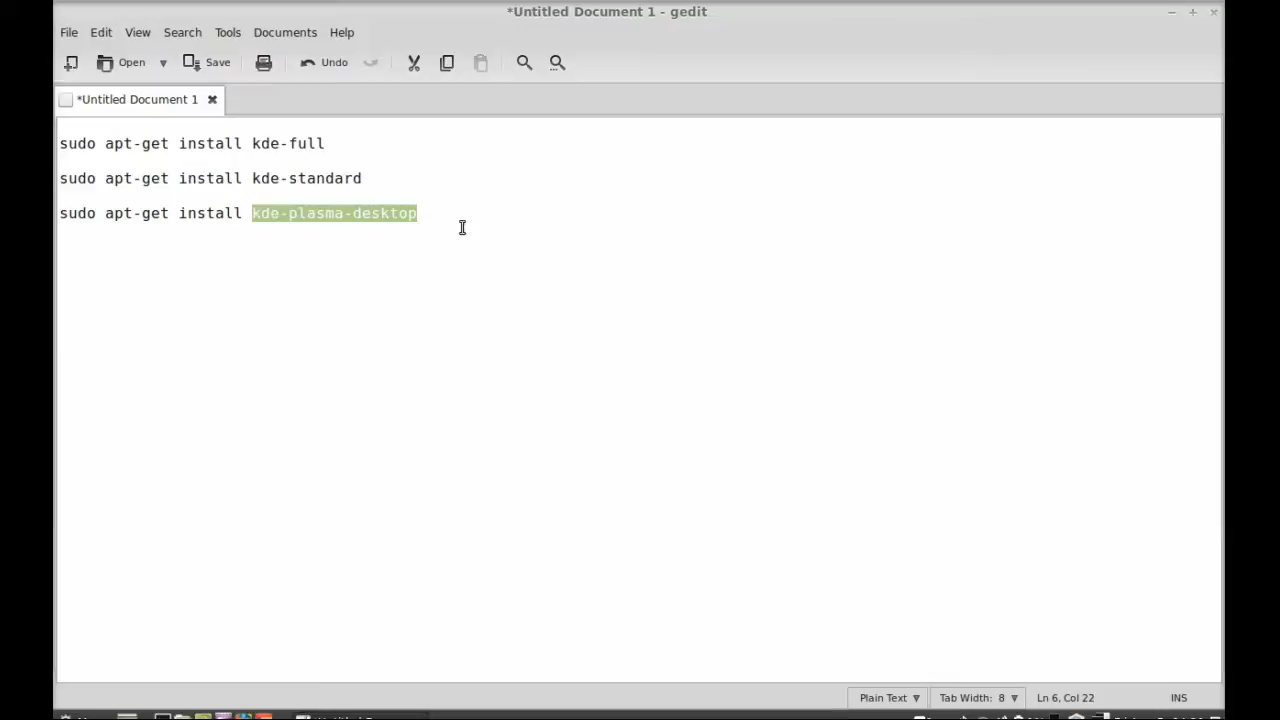 *Untitled Document 1 - gedit
File Edit View Search Tools Documents Help
Open Save Undo
*Untitled Document 1
sudo apt-get install kde-full
sudo apt-get install kde-standard
sudo apt-get install kde-plasma-desktop
Plain Text Tab Width: 8 Ln 6, Col 22 INS